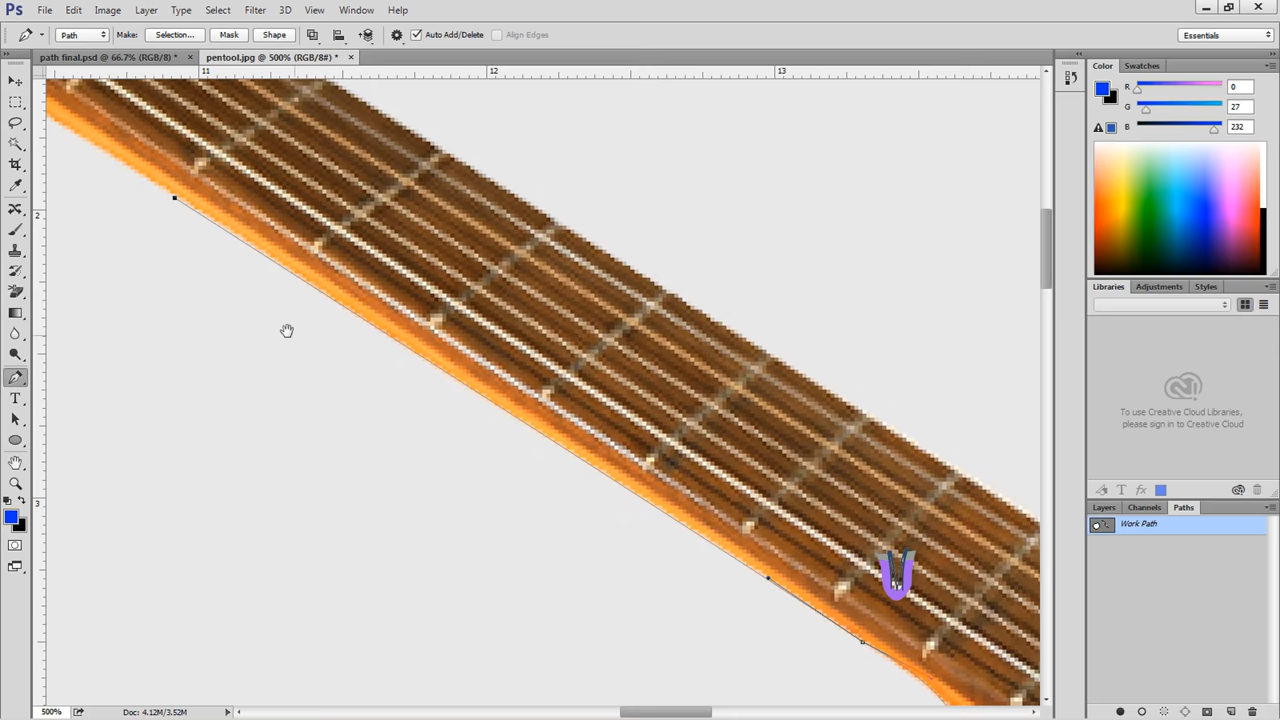 Ps File Edit Image Layer Type Select Filter 3D View Window Help
Path Make: Selection... Mask Shape Auto Add/Delete Align Edges Essentials
path final.psd @ 66.7% (RGB/8) * × pentool.jpg @ 500% (RGB/8#) * ×
11 12 13
2
3
Color Swatches
R 0
G 27
B 232
Libraries Adjustments Styles
To use Creative Cloud Libraries,
please sign in to Creative Cloud
Layers Channels Paths
Work Path
500% Doc: 4.12M/3.52M